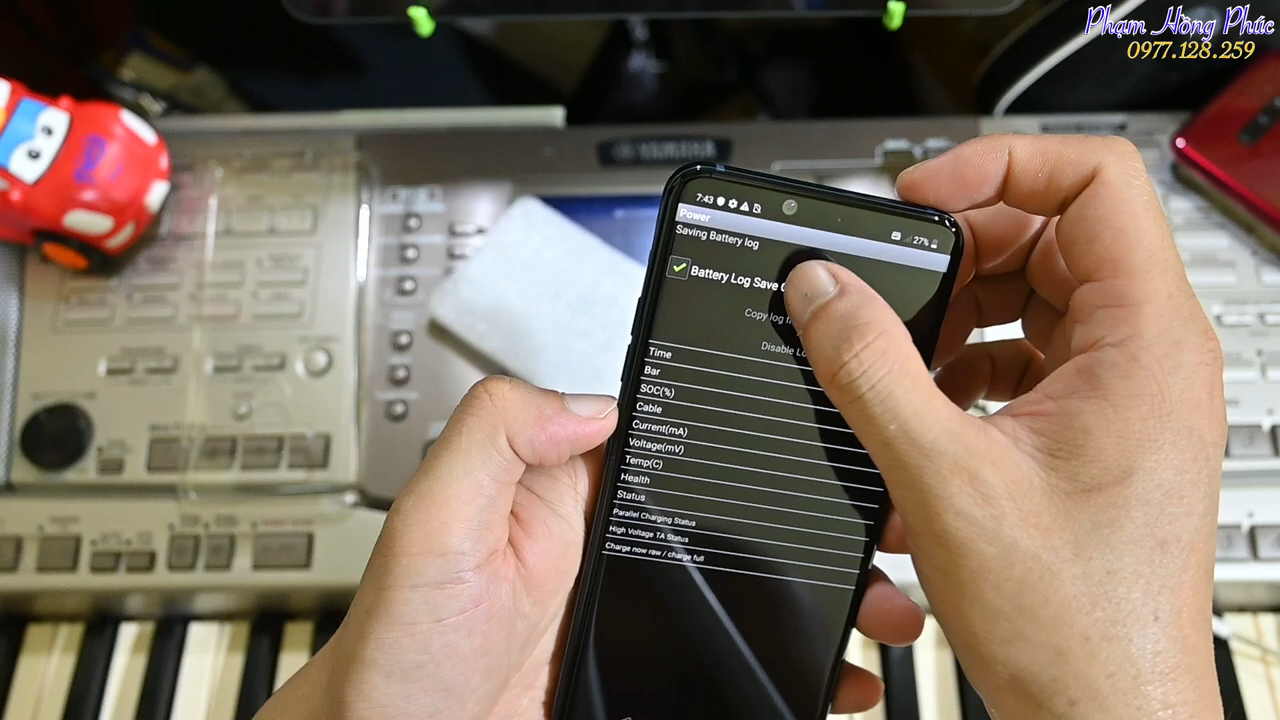 Phạm Hồng Phúc
0977.128.259
YAMAHA
7:43
27%
Power
Saving Battery log
Battery Log Save
Copy log
Disable
Time
Bar
SOC(%)
Cable
Current(mA)
Voltage(mV)
Temp(C)
Health
Status
Parallel Charging Status
High Voltage TA Status
Charge now raw / charge full